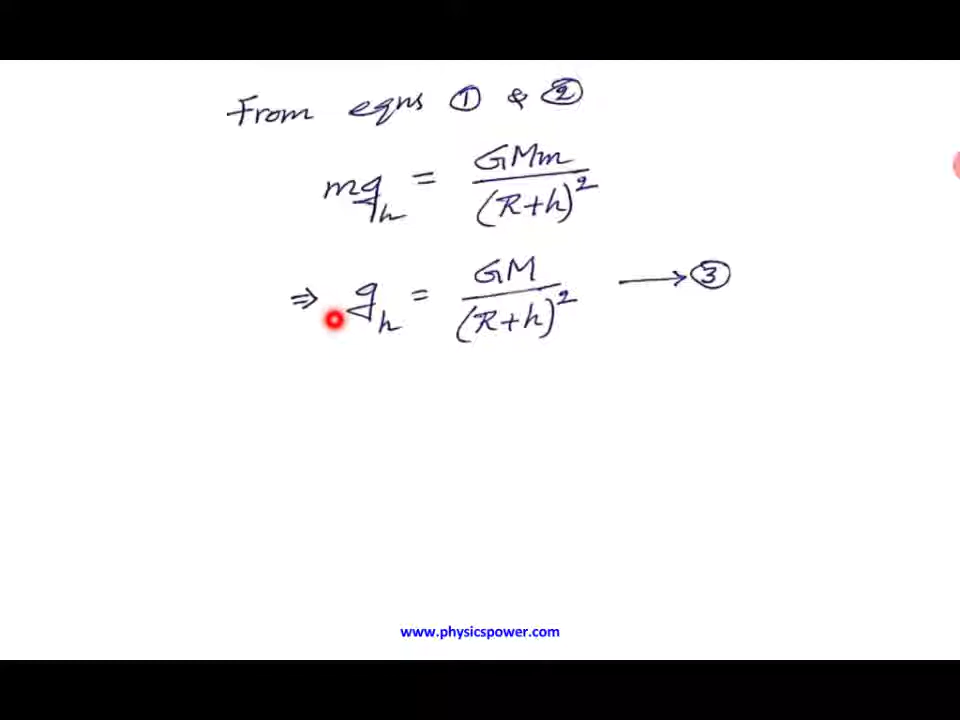 From eqns ① & ②
mg_h = GMm / (R+h)²
⇒ g_h = GM / (R+h)² ⟶ ③
www.physicspower.com